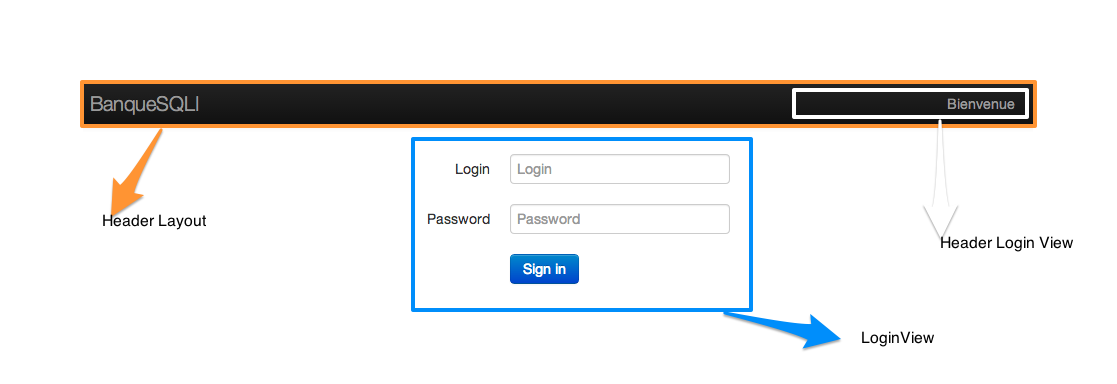 BanqueSQLI
Bienvenue
Login
Login
Header Layout
Password
Password
Header Login View
Sign in
LoginView